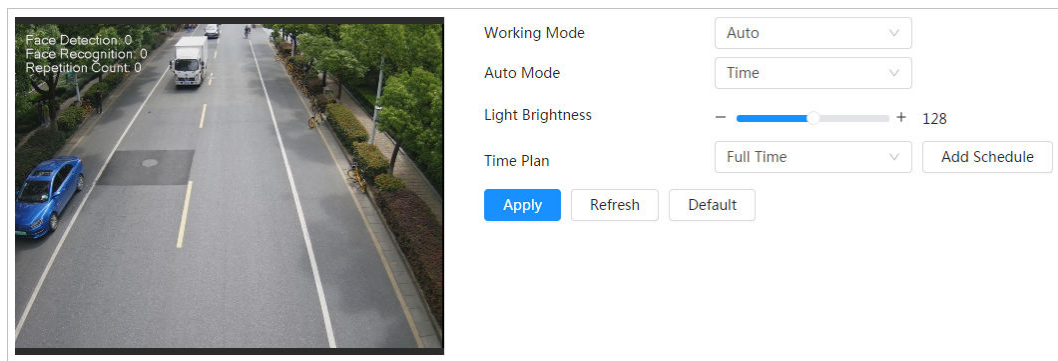 Face Detection: 0
Face Recognition: 0
Repetition Count: 0
Working Mode Auto
Auto Mode Time
Light Brightness 128
Time Plan Full Time Add Schedule
Apply Refresh Default